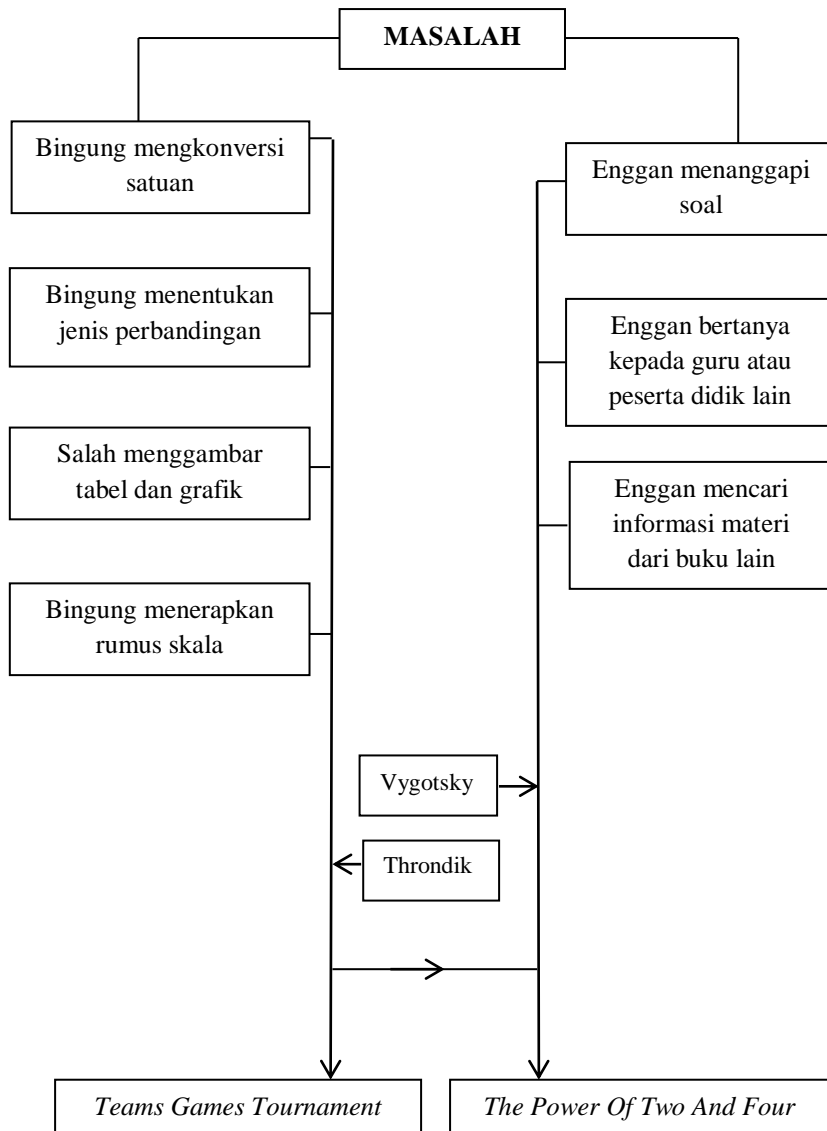 MASALAH
Bingung mengkonversi
satuan
Enggan menanggapi
soal
Bingung menentukan
jenis perbandingan
Enggan bertanya
kepada guru atau
peserta didik lain
Salah menggambar
tabel dan grafik
Enggan mencari
informasi materi
dari buku lain
Bingung menerapkan
rumus skala
Vygotsky
Throndik
Teams Games Tournament
The Power Of Two And Four